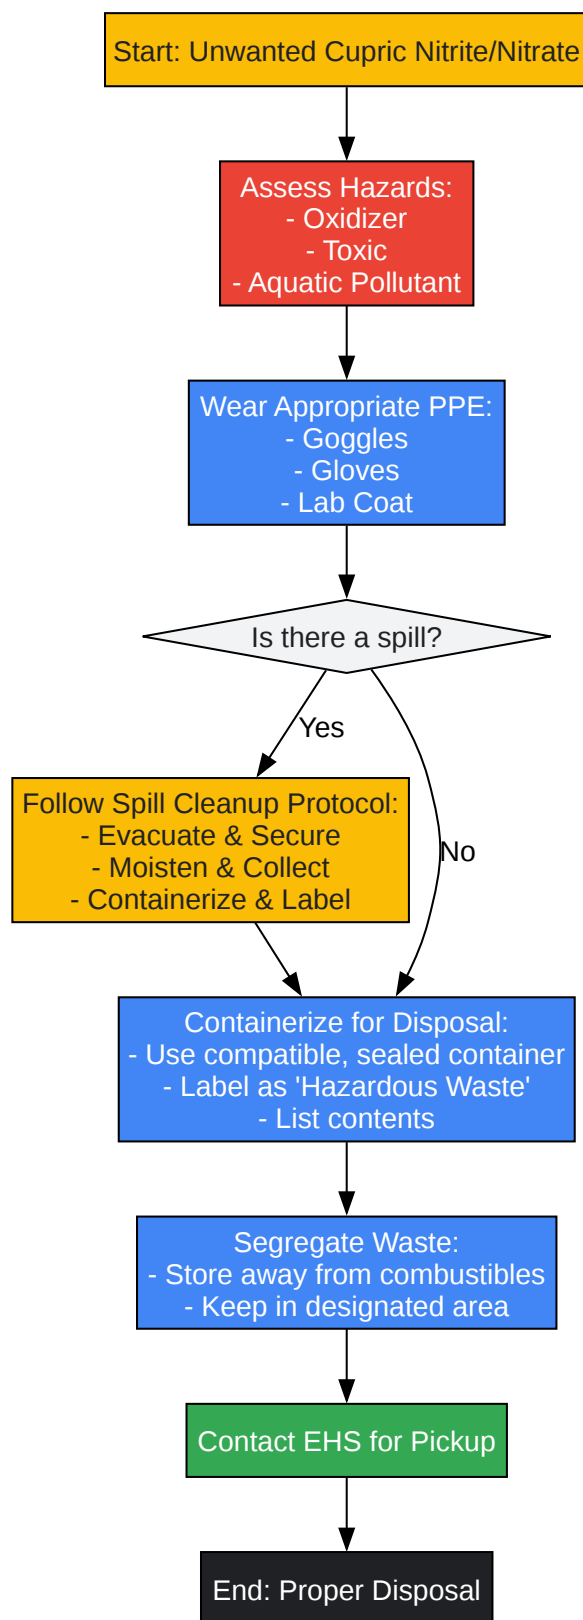 Start: Unwanted Cupric Nitrite/Nitrate
Assess Hazards:
- Oxidizer
- Toxic
- Aquatic Pollutant
Wear Appropriate PPE:
- Goggles
- Gloves
- Lab Coat
Is there a spill?
Yes
Follow Spill Cleanup Protocol:
- Evacuate & Secure
- Moisten & Collect
- Containerize & Label
No
Containerize for Disposal:
- Use compatible, sealed container
- Label as 'Hazardous Waste'
- List contents
Segregate Waste:
- Store away from combustibles
- Keep in designated area
Contact EHS for Pickup
End: Proper Disposal